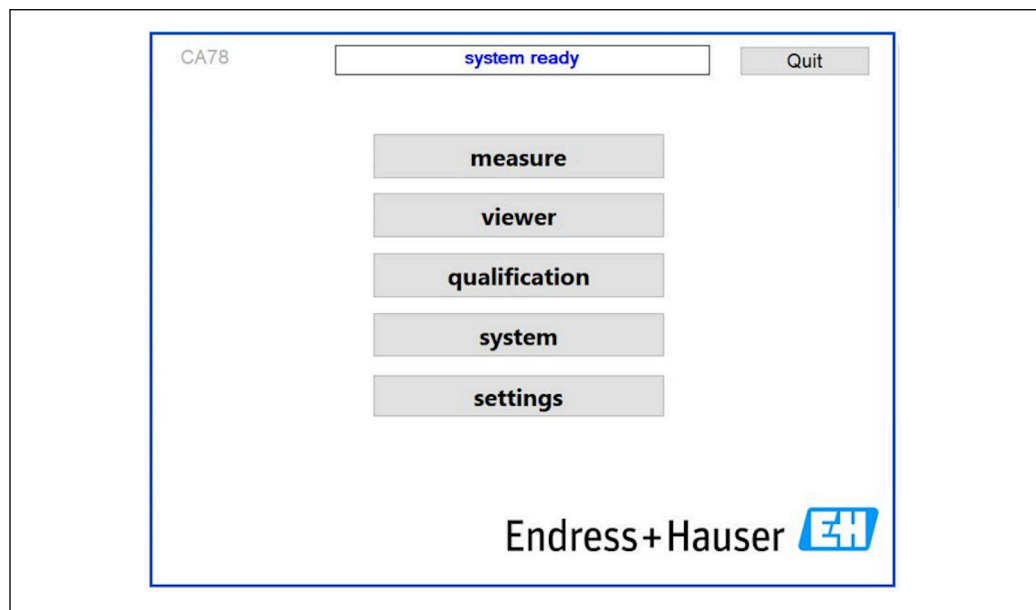 CA78
system ready
Quit
measure
viewer
qualification
system
settings
Endress+Hauser EH